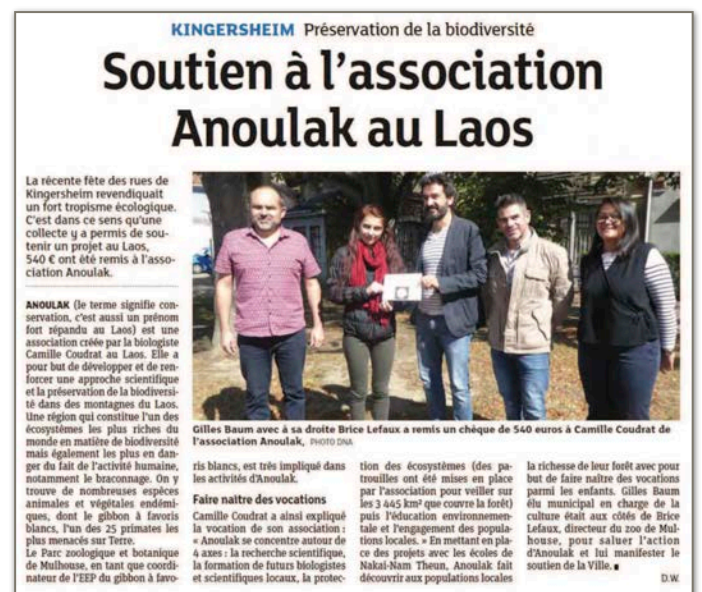 KINGERSHEIM Préservation de la biodiversité
Soutien à l'association
Anoulak au Laos
La récente fête des rues de
Kingersheim revendiquait
un fort tropisme écologique.
C'est dans ce sens qu'une
collecte y a permis de sou-
tenir un projet au Laos,
540 € ont été remis à l'asso-
ciation Anoulak.
ANOULAK (le terme signifie con-
servation, c'est aussi un prénom
fort répandu au Laos) est une
association créée par la biologiste
Camille Coudrat au Laos. Elle a
pour but de développer et de ren-
forcer une approche scientifique
et la préservation de la biodiversi-
té dans des montagnes du Laos.
Une région qui constitue l'un des
écosystèmes les plus riches du
monde en matière de biodiversité
mais également les plus en dan-
ger du fait de l'activité humaine,
notamment le braconnage. On y
trouve de nombreuses espèces
animales et végétales endémi-
ques, dont le gibbon à favoris
blancs, l'un des 25 primates les
plus menacés sur Terre.
Le Parc zoologique et botanique
de Mulhouse, en tant que coordi-
nateur de l'EEP du gibbon à favo-
Gilles Baum avec à sa droite Brice Lefaux a remis un chèque de 540 euros à Camille Coudrat de
l'association Anoulak, PHOTO DNA
ris blancs, est très impliqué dans
les activités d'Anoulak.
Faire naître des vocations
Camille Coudrat a ainsi expliqué
la vocation de son association :
« Anoulak se concentre autour de
4 axes : la recherche scientifique,
la formation de futurs biologistes
et scientifiques locaux, la protec-
tion des écosystèmes (des pa-
trouilles ont été mises en place
par l'association pour veiller sur
les 3 445 km² que couvre la forêt)
puis l'éducation environnemen-
tale et l'engagement des popula-
tions locales. » En mettant en pla-
ce des projets avec les écoles de
Nakai-Nam Theun, Anoulak fait
découvrir aux populations locales
la richesse de leur forêt avec pour
but de faire naître des vocations
parmi les enfants. Gilles Baum
élu municipal en charge de la
culture était aux côtés de Brice
Lefaux, directeur du zoo de Mul-
house, pour saluer l'action
d'Anoulak et lui manifester le
soutien de la Ville. ■
D.W.